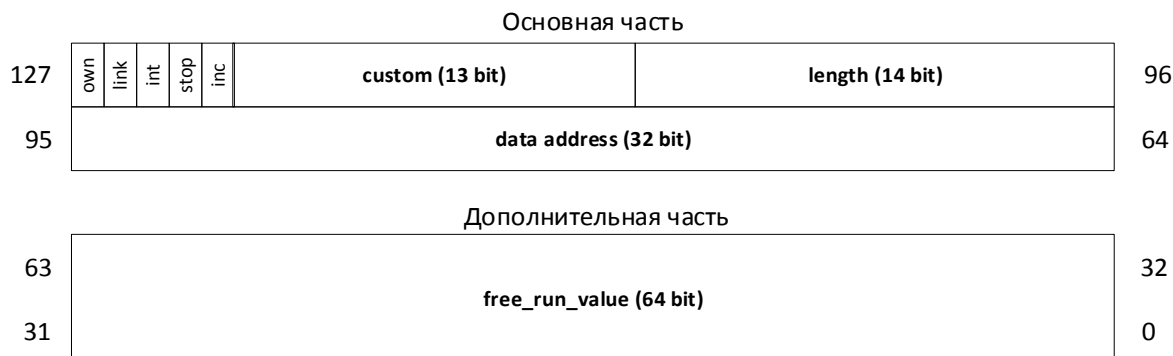 Основная часть
127 own link int stop inc custom (13 bit) length (14 bit) 96
95 data address (32 bit) 64
Дополнительная часть
63 32
free_run_value (64 bit)
31 0